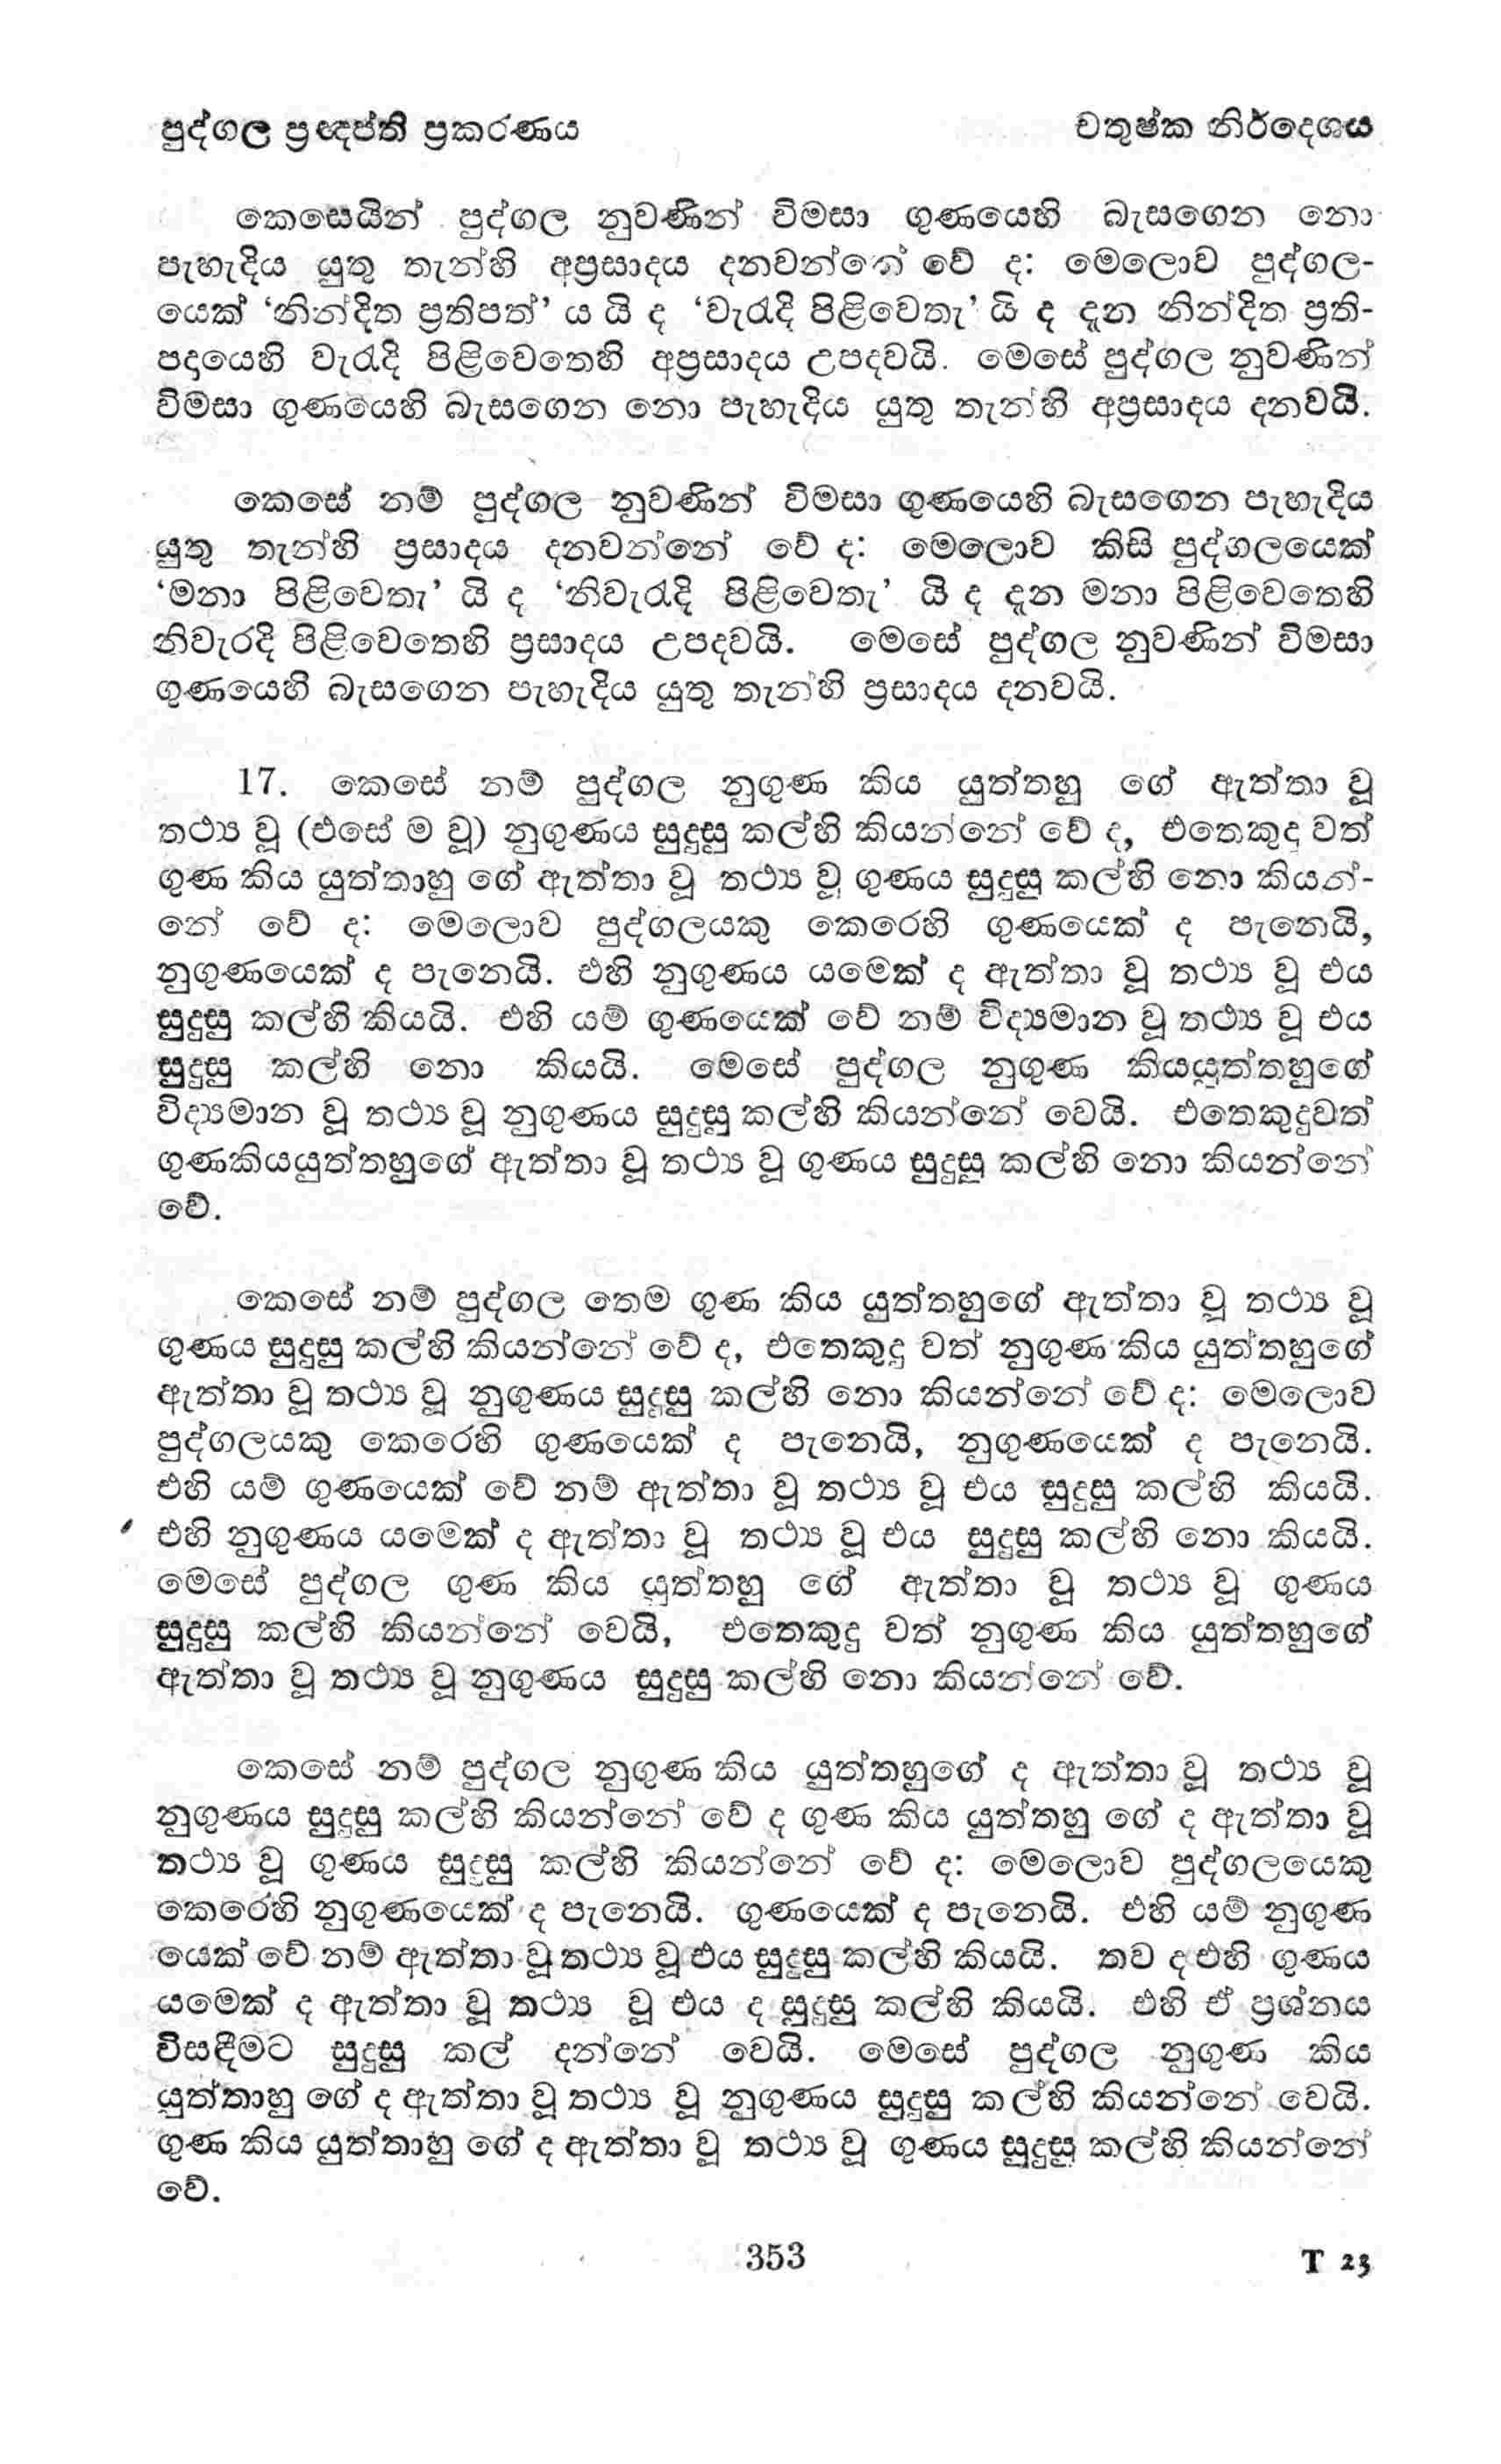 පුද්ගල ප්‍රඥප්ති ප්‍රකරණය
චතුෂ්ක නිර්දෙශය
කෙසෙයින් පුද්ගල නුවණින් විමසා ගුණයෙහි බැසගෙන නො
පැහැදිය යුතු තැන්හි අප්‍රසාදය දනවන්නේ වේ ද: මෙලොව පුද්ගල-
යෙක් ‘නින්දිත ප්‍රතිපත්’ ය යි ද ‘වැරැදි පිළිවෙතැ’ යි ද දැන නින්දිත ප්‍රති-
පදායෙහි වැරැදි පිළිවෙතෙහි අප්‍රසාදය උපදවයි. මෙසේ පුද්ගල නුවණින්
විමසා ගුණයෙහි බැසගෙන නො පැහැදිය යුතු තැන්හි අප්‍රසාදය දනවයි.
කෙසේ නම් පුද්ගල නුවණින් විමසා ගුණයෙහි බැසගෙන පැහැදිය
යුතු තැන්හි ප්‍රසාදය දනවන්නේ වේ ද: මෙලොව කිසි පුද්ගලයෙක්
‘මනා පිළිවෙතැ’ යි ද ‘නිවැරැදි පිළිවෙතැ’ යි ද දැන මනා පිළිවෙතෙහි
නිවැරදි පිළිවෙතෙහි ප්‍රසාදය උපදවයි. මෙසේ පුද්ගල නුවණින් විමසා
ගුණයෙහි බැසගෙන පැහැදිය යුතු තැන්හි ප්‍රසාදය දනවයි.
17. කෙසේ නම් පුද්ගල නුගුණ කිය යුත්තහු ගේ ඇත්තා වූ
තථ්‍ය වූ (එසේ ම වූ) නුගුණය සුදුසු කල්හි කියන්නේ වේ ද, එතෙකුදු වත්
ගුණ කිය යුත්තාහු ගේ ඇත්තා වූ තථ්‍ය වූ ගුණය සුදුසු කල්හි නො කියන්-
නේ වේ ද: මෙලොව පුද්ගලයකු කෙරෙහි ගුණයෙක් ද පැනෙයි,
නුගුණයෙක් ද පැනෙයි. එහි නුගුණය යමෙක් ද ඇත්තා වූ තථ්‍ය වූ එය
සුදුසු කල්හි කියයි. එහි යම් ගුණයෙක් වේ නම් විද්‍යමාන වූ තථ්‍ය වූ එය
සුදුසු කල්හි නො කියයි. මෙසේ පුද්ගල නුගුණ කියයුත්තහුගේ
විද්‍යමාන වූ තථ්‍ය වූ නුගුණය සුදුසු කල්හි කියන්නේ වෙයි. එතෙකුදුවත්
ගුණකියයුත්තහුගේ ඇත්තා වූ තථ්‍ය වූ ගුණය සුදුසු කල්හි නො කියන්නේ
වේ.
කෙසේ නම් පුද්ගල තෙම ගුණ කිය යුත්තහුගේ ඇත්තා වූ තථ්‍ය වූ
ගුණය සුදුසු කල්හි කියන්නේ වේ ද, එතෙකුදු වත් නුගුණ කිය යුත්තහුගේ
ඇත්තා වූ තථ්‍ය වූ නුගුණය සුදුසු කල්හි නො කියන්නේ වේ ද: මෙලොව
පුද්ගලයකු කෙරෙහි ගුණයෙක් ද පැනෙයි, නුගුණයෙක් ද පැනෙයි.
එහි යම් ගුණයෙක් වේ නම් ඇත්තා වූ තථ්‍ය වූ එය සුදුසු කල්හි කියයි.
එහි නුගුණය යමෙක් ද ඇත්තා වූ තථ්‍ය වූ එය සුදුසු කල්හි නො කියයි.
මෙසේ පුද්ගල ගුණ කිය යුත්තහු ගේ ඇත්තා වූ තථ්‍ය වූ ගුණය
සුදුසු කල්හි කියන්නේ වෙයි, එතෙකුදු වත් නුගුණ කිය යුත්තහුගේ
ඇත්තා වූ තථ්‍ය වූ නුගුණය සුදුසු කල්හි නො කියන්නේ වේ.
කෙසේ නම් පුද්ගල නුගුණ කිය යුත්තහුගේ ද ඇත්තා වූ තථ්‍ය වූ
නුගුණය සුදුසු කල්හි කියන්නේ වේ ද ගුණ කිය යුත්තහු ගේ ද ඇත්තා වූ
තථ්‍ය වූ ගුණය සුදුසු කල්හි කියන්නේ වේ ද: මෙලොව පුද්ගලයෙකු
කෙරෙහි නුගුණයෙක් ද පැනෙයි. ගුණයෙක් ද පැනෙයි. එහි යම් නුගුණ
යෙක් වේ නම් ඇත්තා වූ තථ්‍ය වූ එය සුදුසු කල්හි කියයි. තව ද එහි ගුණය
යමෙක් ද ඇත්තා වූ තථ්‍ය වූ එය ද සුදුසු කල්හි කියයි. එහි ඒ ප්‍රශ්නය
විසඳීමට සුදුසු කල් දන්නේ වෙයි. මෙසේ පුද්ගල නුගුණ කිය
යුත්තාහු ගේ ද ඇත්තා වූ තථ්‍ය වූ නුගුණය සුදුසු කල්හි කියන්නේ වෙයි.
ගුණ කිය යුත්තාහු ගේ ද ඇත්තා වූ තථ්‍ය වූ ගුණය සුදුසු කල්හි කියන්නේ
වේ.
353
T 23